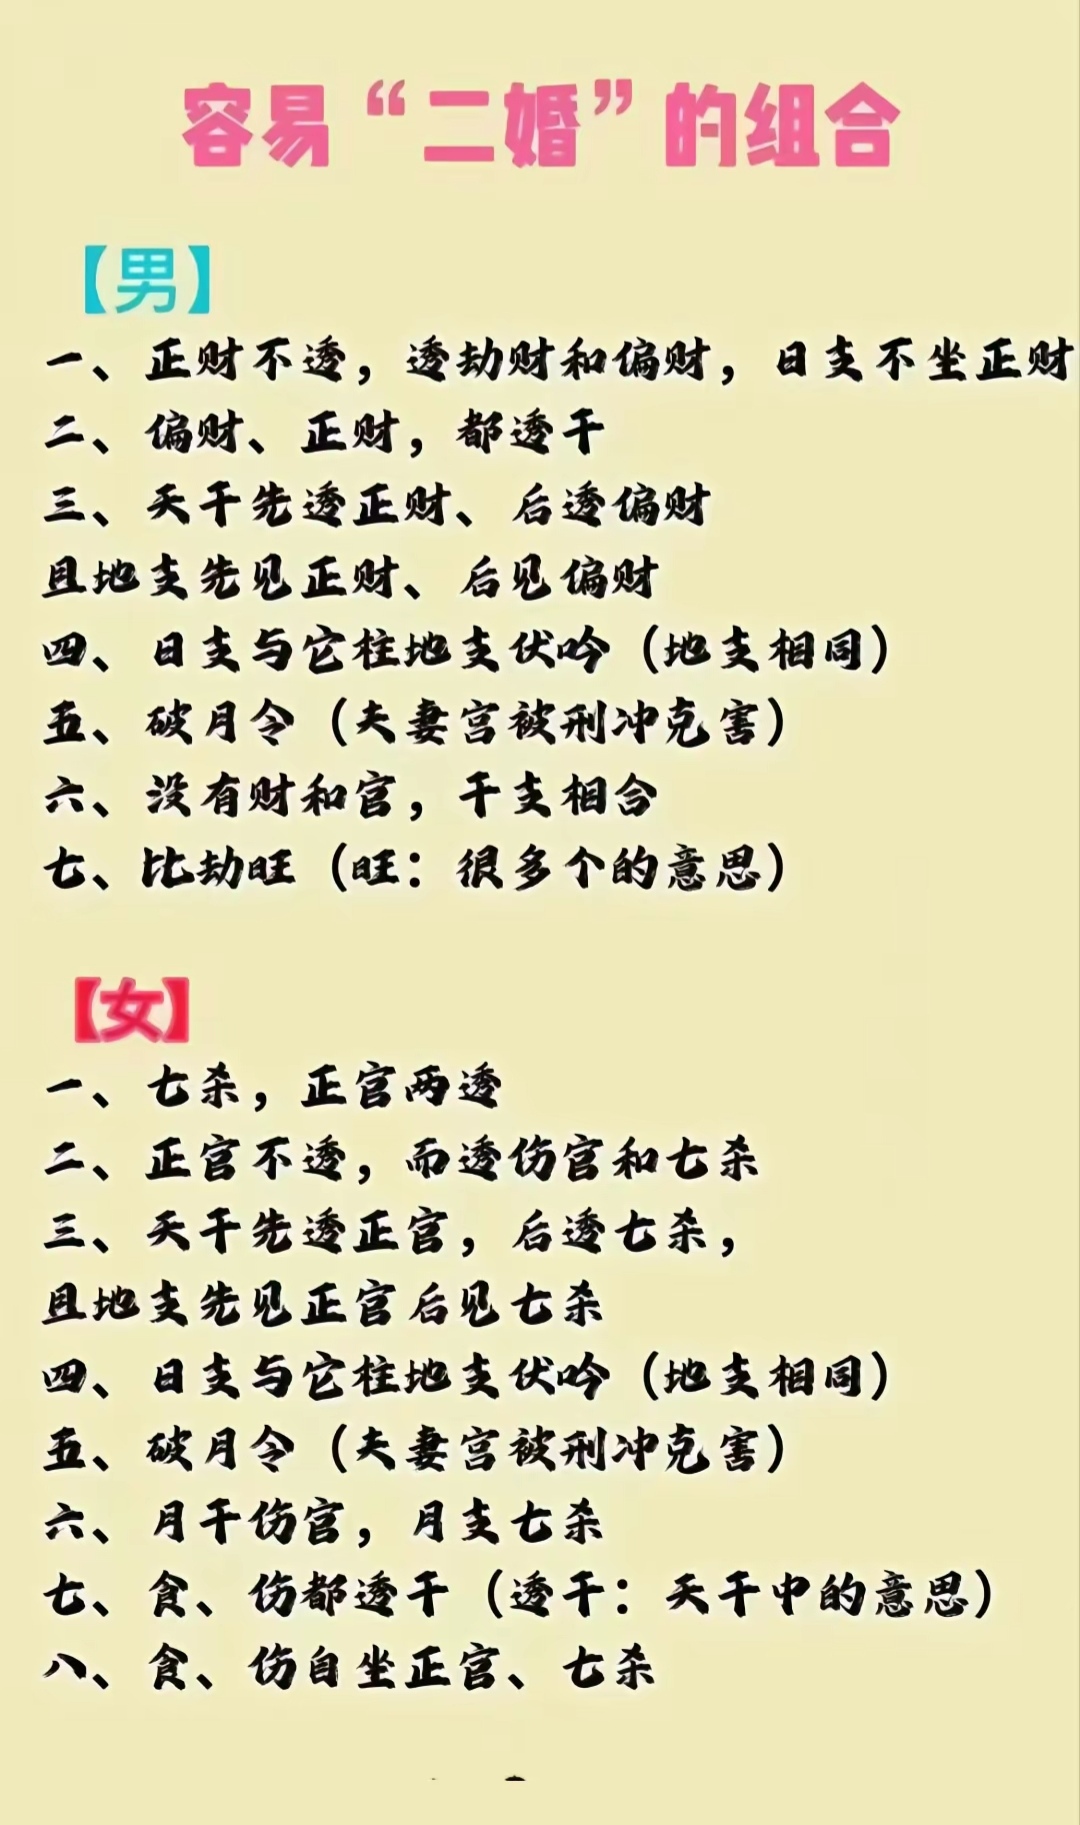 容易“二婚”的组合
【男】
一、正财不透，透劫财和偏财，日支不坐正财
二、偏财、正财，都透干
三、天干先透正财、后透偏财
且地支先见正财、后见偏财
四、日支与它柱地支伏吟（地支相同）
五、破月令（夫妻宫被刑冲克害）
六、没有财和官，干支相合
七、比劫旺（旺：很多个的意思）
【女】
一、七杀，正官两透
二、正官不透，而透伤官和七杀
三、天干先透正官，后透七杀，
且地支先见正官后见七杀
四、日支与它柱地支伏吟（地支相同）
五、破月令（夫妻宫被刑冲克害）
六、月干伤官，月支七杀
七、食、伤都透干（透干：天干中的意思）
八、食、伤自坐正官、七杀